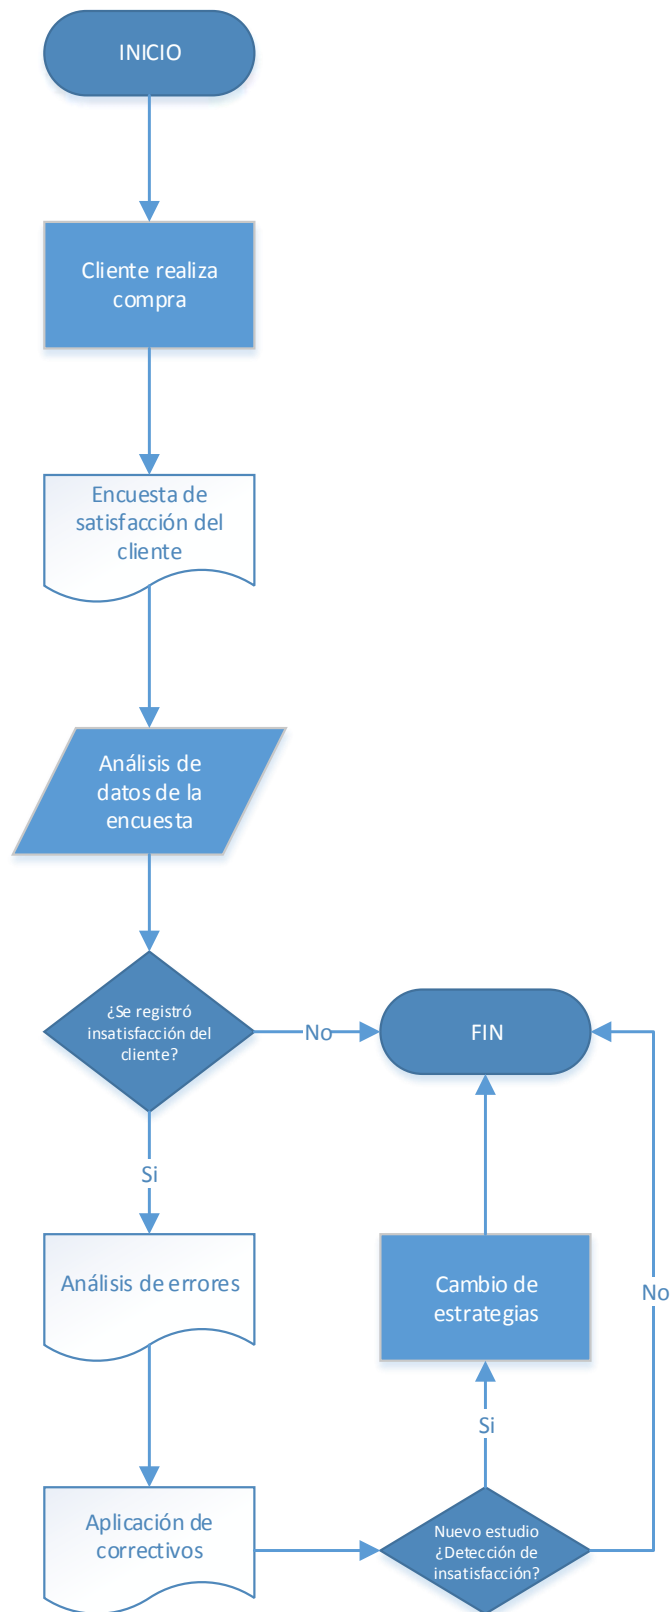 INICIO
Cliente realiza
compra
Encuesta de
satisfacción del
cliente
Análisis de
datos de la
encuesta
¿Se registró
insatisfacción del
cliente?
No
FIN
Si
Análisis de errores
Cambio de
estrategias
No
Si
Aplicación de
correctivos
Nuevo estudio
¿Detección de
insatisfacción?